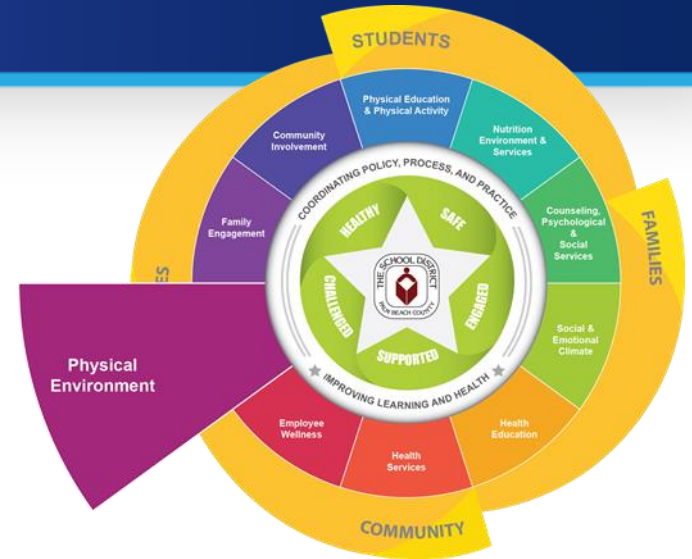 STUDENTS
Physical Education
& Physical Activity
Community
Involvement
Nutrition
Environment &
Services
COORDINATING POLICY, PROCESS, AND PRACTICE
Family
Engagement
HEALTHY
SAFE
Counseling,
Psychological
&
Social
Services
FAMILIES
THE SCHOOL DISTRICT
PALM BEACH COUNTY
CHALLENGED
ENGAGED
SUPPORTED
Physical
Environment
Social &
Emotional
Climate
IMPROVING LEARNING AND HEALTH
Employee
Wellness
Health
Services
Health
Education
COMMUNITY